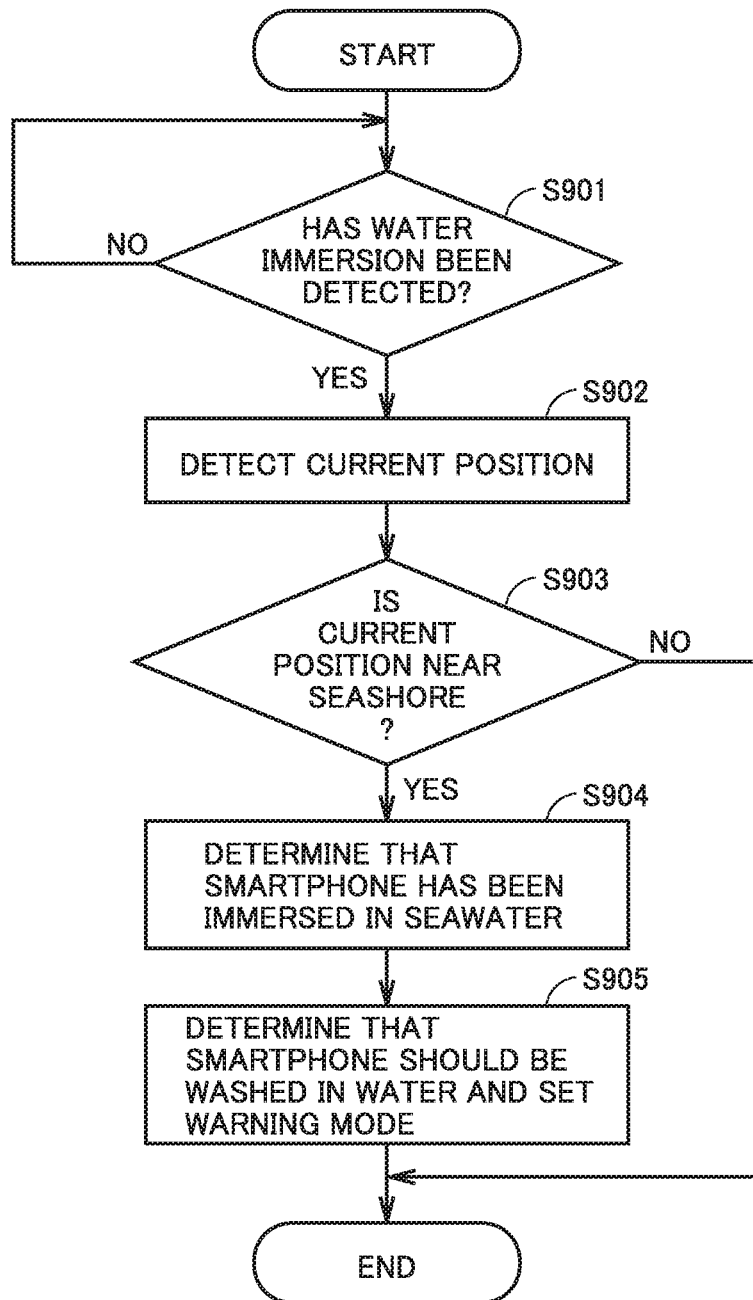 START
S901
HAS WATER
IMMERSION BEEN
DETECTED?
NO
YES
S902
DETECT CURRENT POSITION
S903
IS
CURRENT
POSITION NEAR
SEASHORE
?
NO
YES
S904
DETERMINE THAT
SMARTPHONE HAS BEEN
IMMERSED IN SEAWATER
S905
DETERMINE THAT
SMARTPHONE SHOULD BE
WASHED IN WATER AND SET
WARNING MODE
END